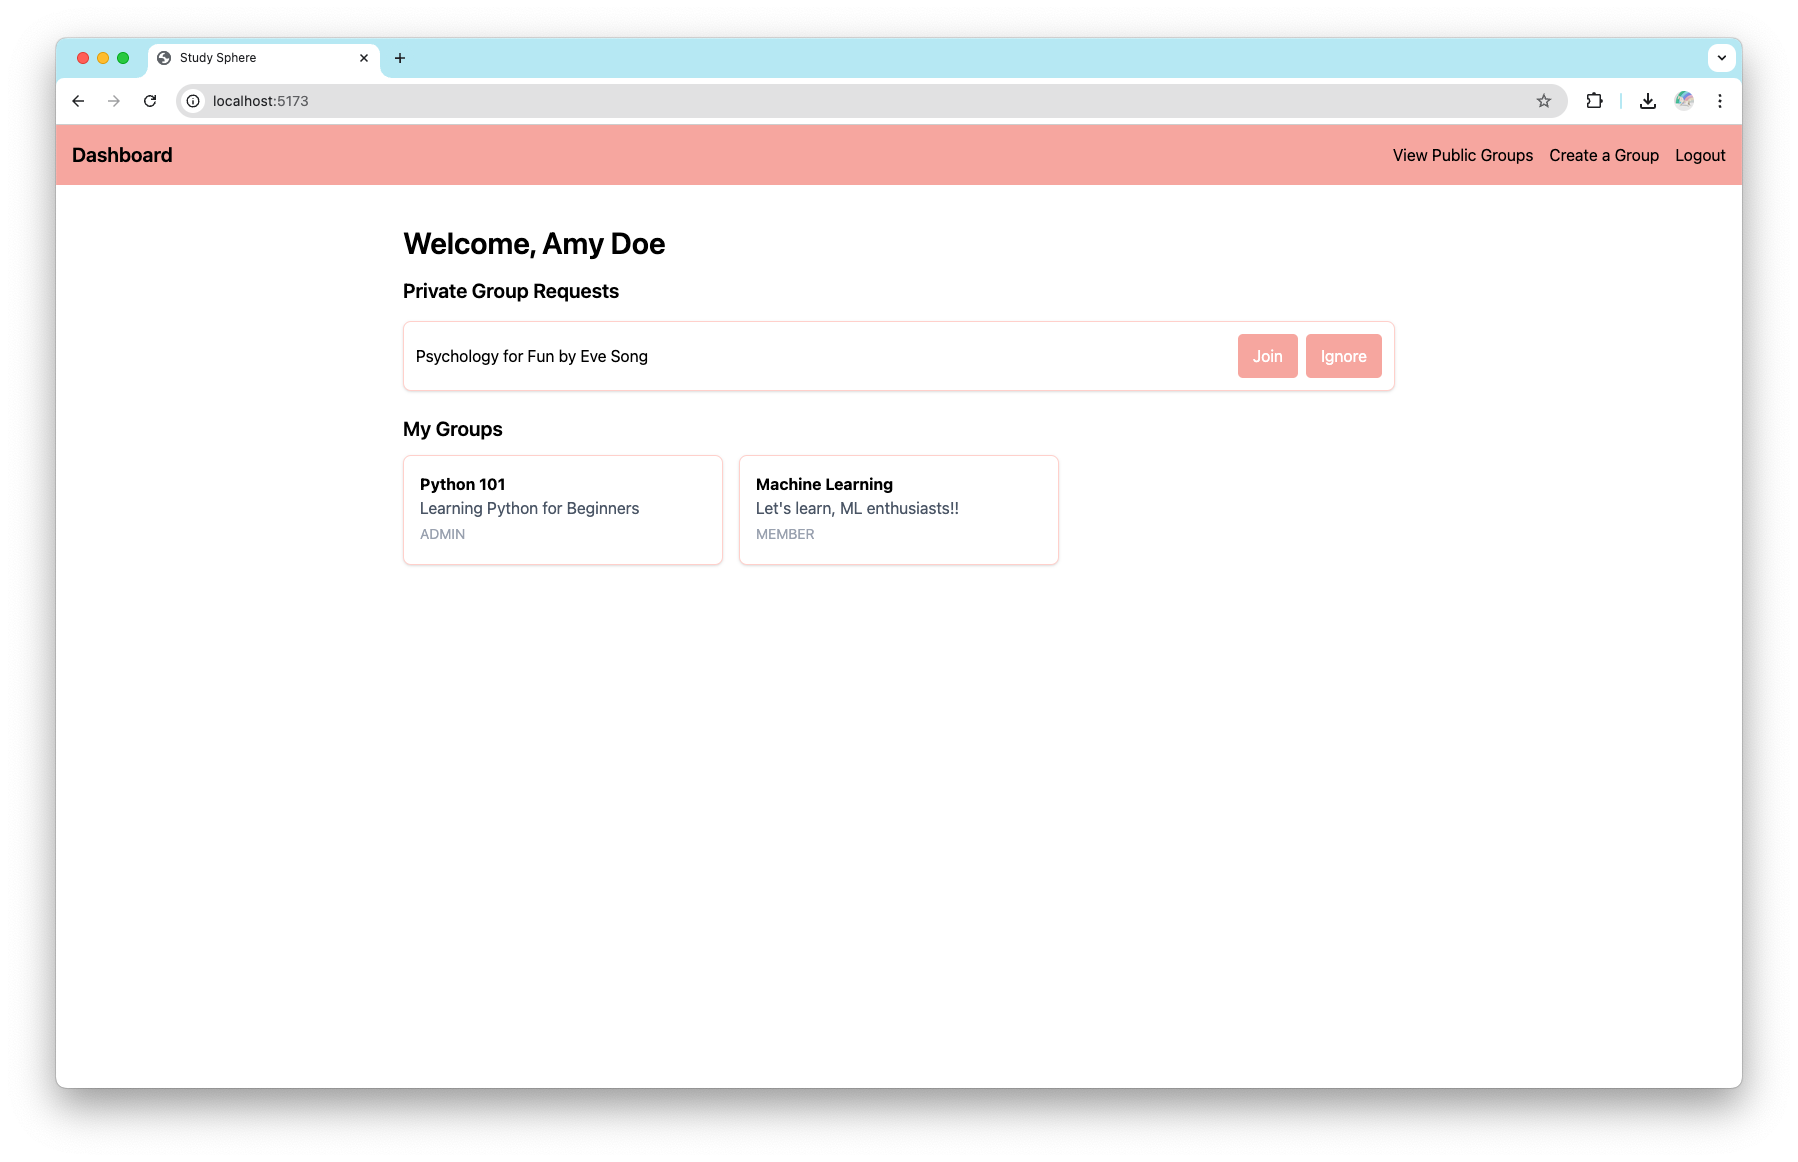 Study Sphere
localhost:5173
Dashboard
View Public Groups Create a Group Logout
Welcome, Amy Doe
Private Group Requests
Psychology for Fun by Eve Song
Join Ignore
My Groups
Python 101
Learning Python for Beginners
ADMIN
Machine Learning
Let's learn, ML enthusiasts!!
MEMBER